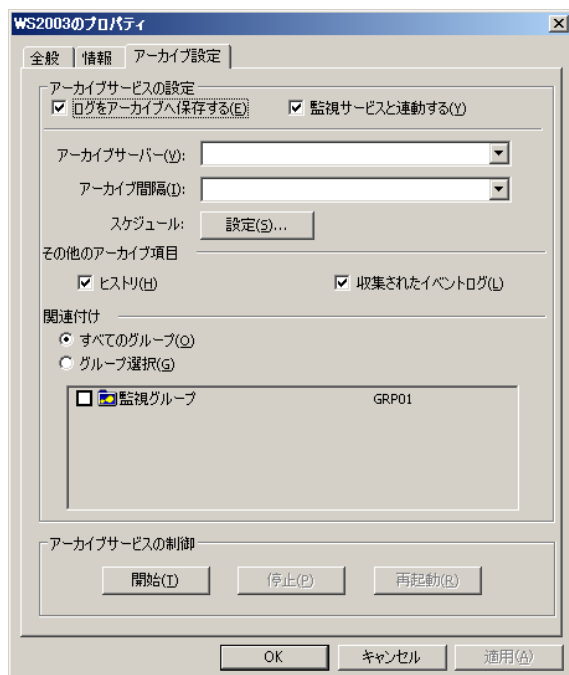 WS2003のプロパティ
全般 情報 アーカイブ設定
アーカイブサービスの設定
ログをアーカイブへ保存する(E) 監視サービスと連動する(Y)
アーカイブサーバー(V):
アーカイブ間隔(I):
スケジュール: 設定(S)...
その他のアーカイブ項目
ヒストリ(H) 収集されたイベントログ(L)
関連付け
すべてのグループ(O)
グループ選択(G)
監視グループ GRP01
アーカイブサービスの制御
開始(T) 停止(P) 再起動(R)
OK キャンセル 適用(A)